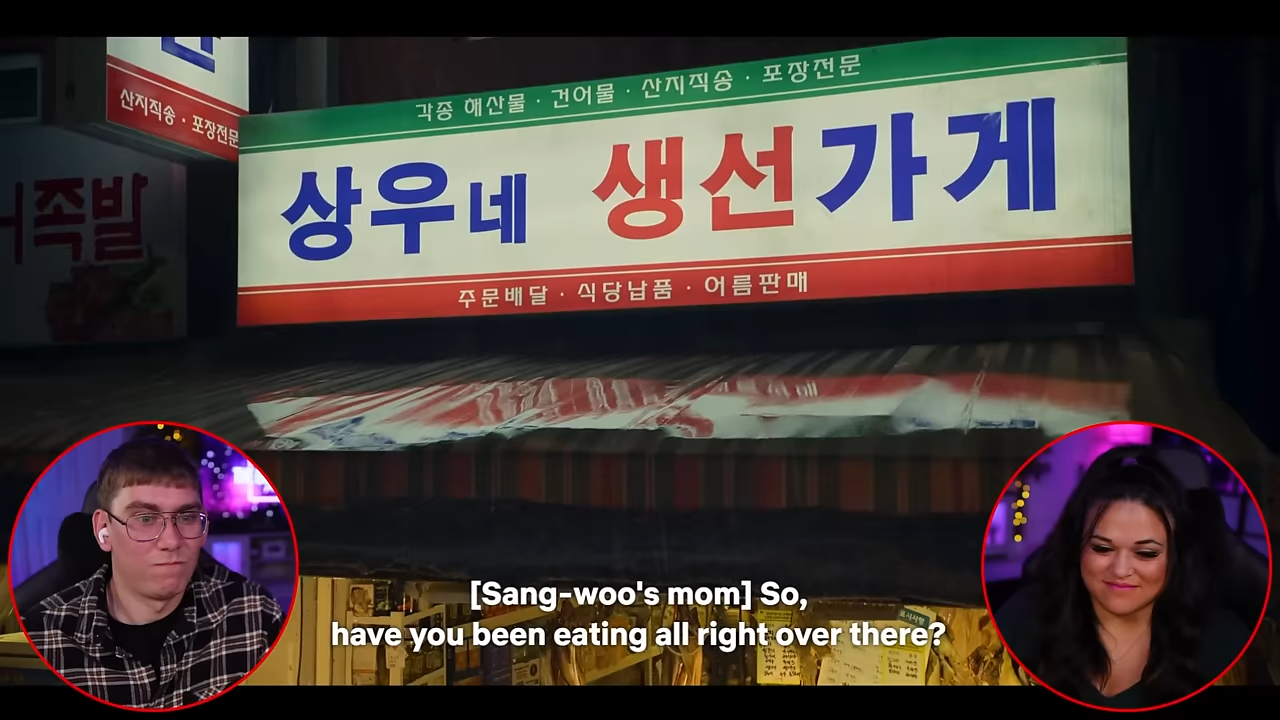 산지직송 · 포장전문
각종 해산물 · 건어물 · 산지직송 · 포장전문
상우네 생선가게
주문배달 · 식당납품 · 어름판매
족발
[Sang-woo's mom] So,
have you been eating all right over there?